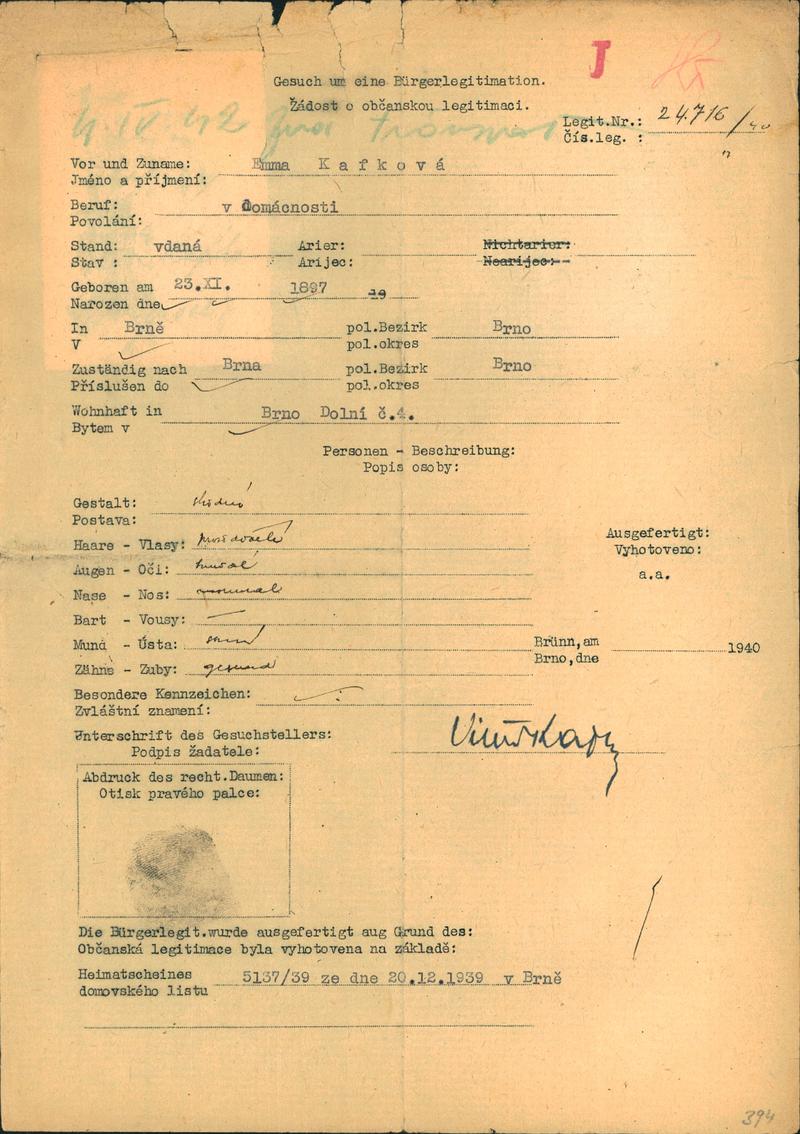 J
Gesuch um eine Bürgerlegitimation.
Žádost o občanskou legitimaci.
4 IV 42
Legit.Nr.: 24.716/40
Čís.leg. :
Vor und Zuname: Emma Kafková
Jméno a příjmení:
Beruf: v domácnosti
Povolání:
Stand: vdaná Arier: Nichtarier:
Stav : Arijec: Nearijec:-
Geboren am 23.XI. 1897 19
Narozen dne
In Brně pol.Bezirk Brno
V pol.okres
Zuständig nach Brna pol.Bezirk Brno
Příslušen do pol.okres
Wohnhaft in Brno Dolní č.4.
Bytem v
Personen - Beschreibung:
Popis osoby:
Gestalt:
Postava:
Haare - Vlasy:
Augen - Oči:
Nase - Nos:
Bart - Vousy: —
Mund - Ústa:
Zähne - Zuby: gesund
Ausgefertigt:
Vyhotoveno:
a.a.
Brünn,am 1940
Brno,dne
Besondere Kennzeichen:
Zvláštní znamení:
Unterschrift des Gesuchstellers:
Podpis žadatele:
Abdruck des recht.Daumen:
Otisk pravého palce:
Die Bürgerlegit.wurde ausgefertigt aug Grund des:
Občanská legitimace byla vyhotovena na základě:
Heimatscheines 5137/39 ze dne 20.12.1939 v Brně
domovského listu
394